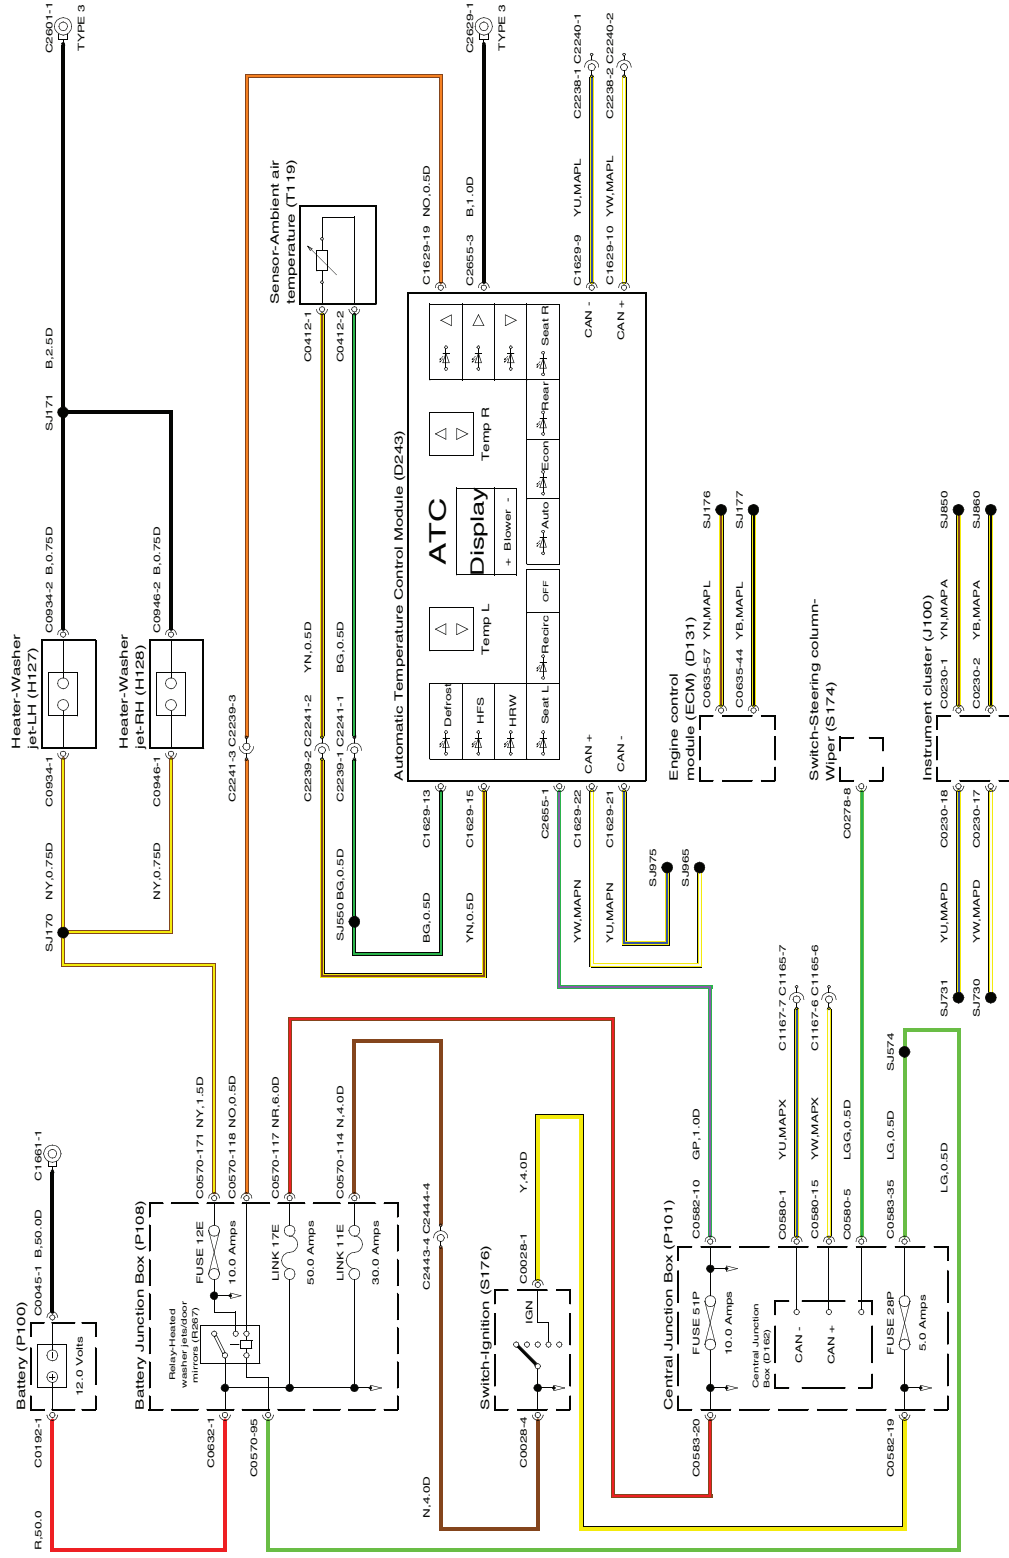 C2601-1
TYPE 3
C2629-1
TYPE 3
C2238-1 C2240-1
C2238-2 C2240-2
B,2.5D
SJ171
Sensor-Ambient air
temperature (T119)
C1629-19 NO,0.5D
C2655-3 B,1.0D
C1629-9 YU,MAPL
C1629-10 YW,MAPL
C0412-1
C0412-2
C0934-2 B,0.75D
C0946-2 B,0.75D
Heater-Washer
jet-LH (H127)
Heater-Washer
jet-RH (H128)
C0934-1
C0946-1
NY,0.75D
NY,0.75D
SJ170
YN,0.5D
BG,0.5D
C2241-3 C2239-3
C2239-2 C2241-2
C2239-1 C2241-1
SJ550 BG,0.5D
Automatic Temperature Control Module (D243)
ATC
Display
+ Blower -
Temp L
Temp R
Defrost
HFS
HRW
Seat L
Recirc
OFF
Auto
Econ
Rear
Seat R
CAN -
CAN +
CAN +
CAN -
C1629-13
C1629-15
C2655-1
C1629-22
C1629-21
BG,0.5D
YN,0.5D
YW,MAPN
YU,MAPN
SJ975
SJ965
Engine control
module (ECM) (D131)
C0635-57 YN,MAPL
C0635-44 YB,MAPL
SJ176
SJ177
Switch-Steering column-
Wiper (S174)
C0278-8
Instrument cluster (J100)
C0230-1 YN,MAPA
C0230-2 YB,MAPA
SJ850
SJ860
C0230-18
C0230-17
YU,MAPD
YW,MAPD
SJ731
SJ730
C1167-7 C1165-7
C1167-6 C1165-6
SJ574
C1661-1
C0045-1 B,50.0D
Battery (P100)
12.0 Volts
C0192-1
R,50.0
C0570-171 NY,1.5D
C0570-118 NO,0.5D
C0570-117 NR,6.0D
C0570-114 N,4.0D
Battery Junction Box (P108)
FUSE 12E
10.0 Amps
LINK 17E
50.0 Amps
LINK 11E
30.0 Amps
Relay-Heated
washer jets/door
mirrors (R267)
C0632-1
C0570-95
C2443-4 C2444-4
Switch-Ignition (S176)
IGN
C0028-1
Y,4.0D
C0028-4
N,4.0D
C0582-10 GP,1.0D
C0580-1 YU,MAPX
C0580-15 YW,MAPX
C0580-5 LGG,0.5D
C0583-35 LG,0.5D
LG,0.5D
Central Junction Box (P101)
FUSE 51P
10.0 Amps
Central Junction
Box (D162)
CAN -
CAN +
FUSE 28P
5.0 Amps
C0583-20
C0582-19